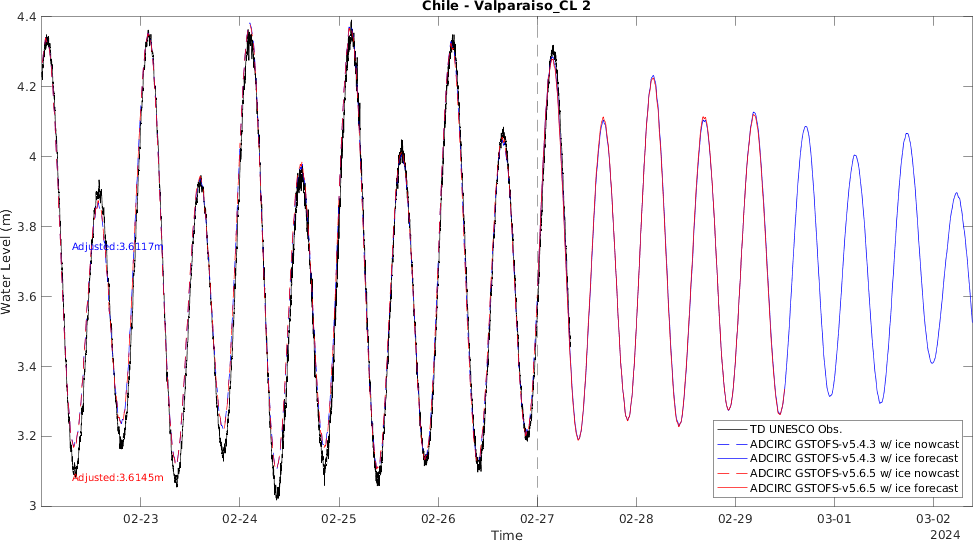 Chile - Valparaiso_CL 2
Water Level (m)
4.4
4.2
4
3.8
3.6
3.4
3.2
3
Adjusted:3.6117m
Adjusted:3.6145m
TD UNESCO Obs.
ADCIRC GSTOFS-v5.4.3 w/ ice nowcast
ADCIRC GSTOFS-v5.4.3 w/ ice forecast
ADCIRC GSTOFS-v5.6.5 w/ ice nowcast
ADCIRC GSTOFS-v5.6.5 w/ ice forecast
02-23 02-24 02-25 02-26 02-27 02-28 02-29 03-01 03-02
Time
2024